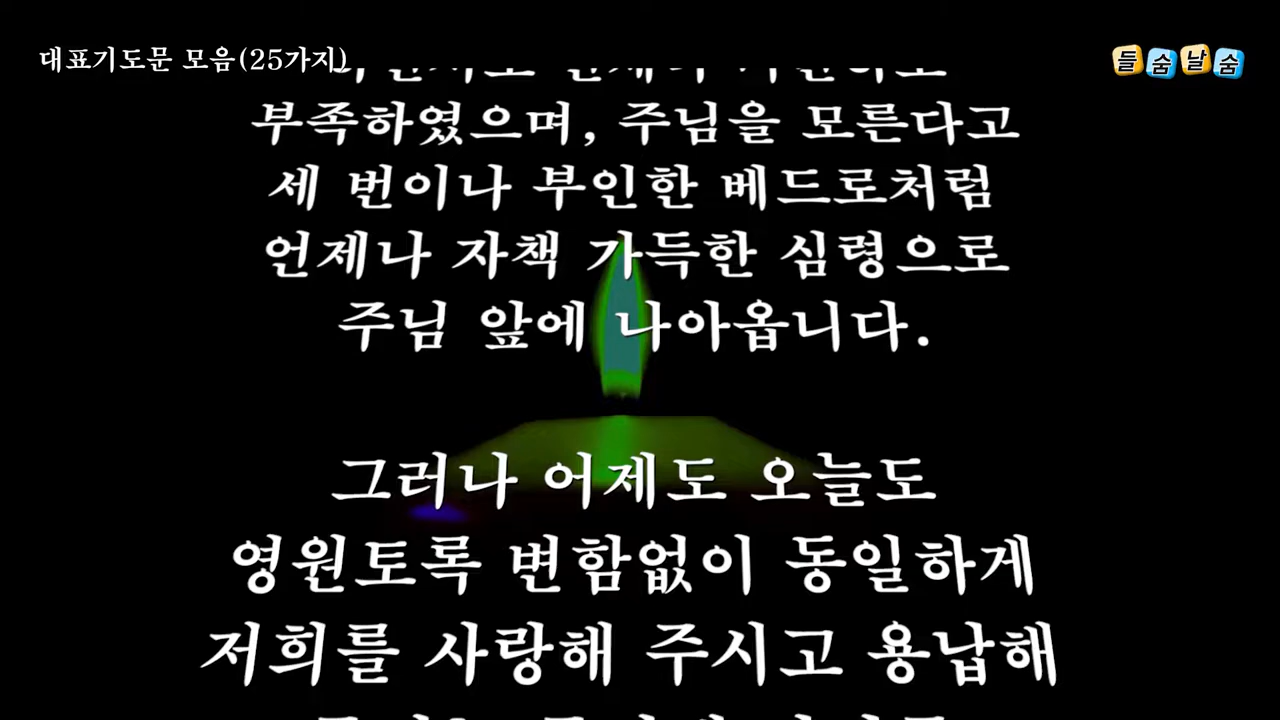 대표기도문 모음(25가지)
들숨날숨
부족하였으며, 주님을 모른다고
세 번이나 부인한 베드로처럼
언제나 자책 가득한 심령으로
주님 앞에 나아옵니다.
그러나 어제도 오늘도
영원토록 변함없이 동일하게
저희를 사랑해 주시고 용납해